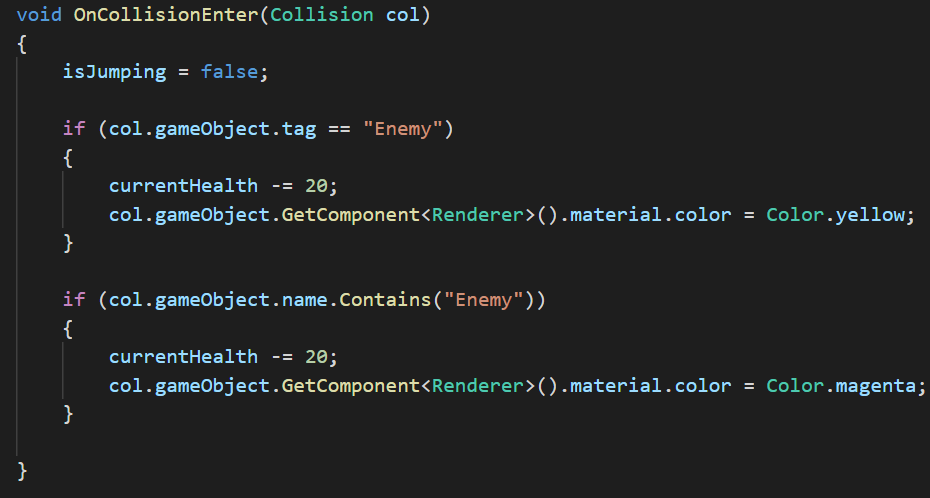 void OnCollisionEnter(Collision col)
{
isJumping = false;
if (col.gameObject.tag == "Enemy")
{
currentHealth -= 20;
col.gameObject.GetComponent<Renderer>().material.color = Color.yellow;
}
if (col.gameObject.name.Contains("Enemy"))
{
currentHealth -= 20;
col.gameObject.GetComponent<Renderer>().material.color = Color.magenta;
}
}